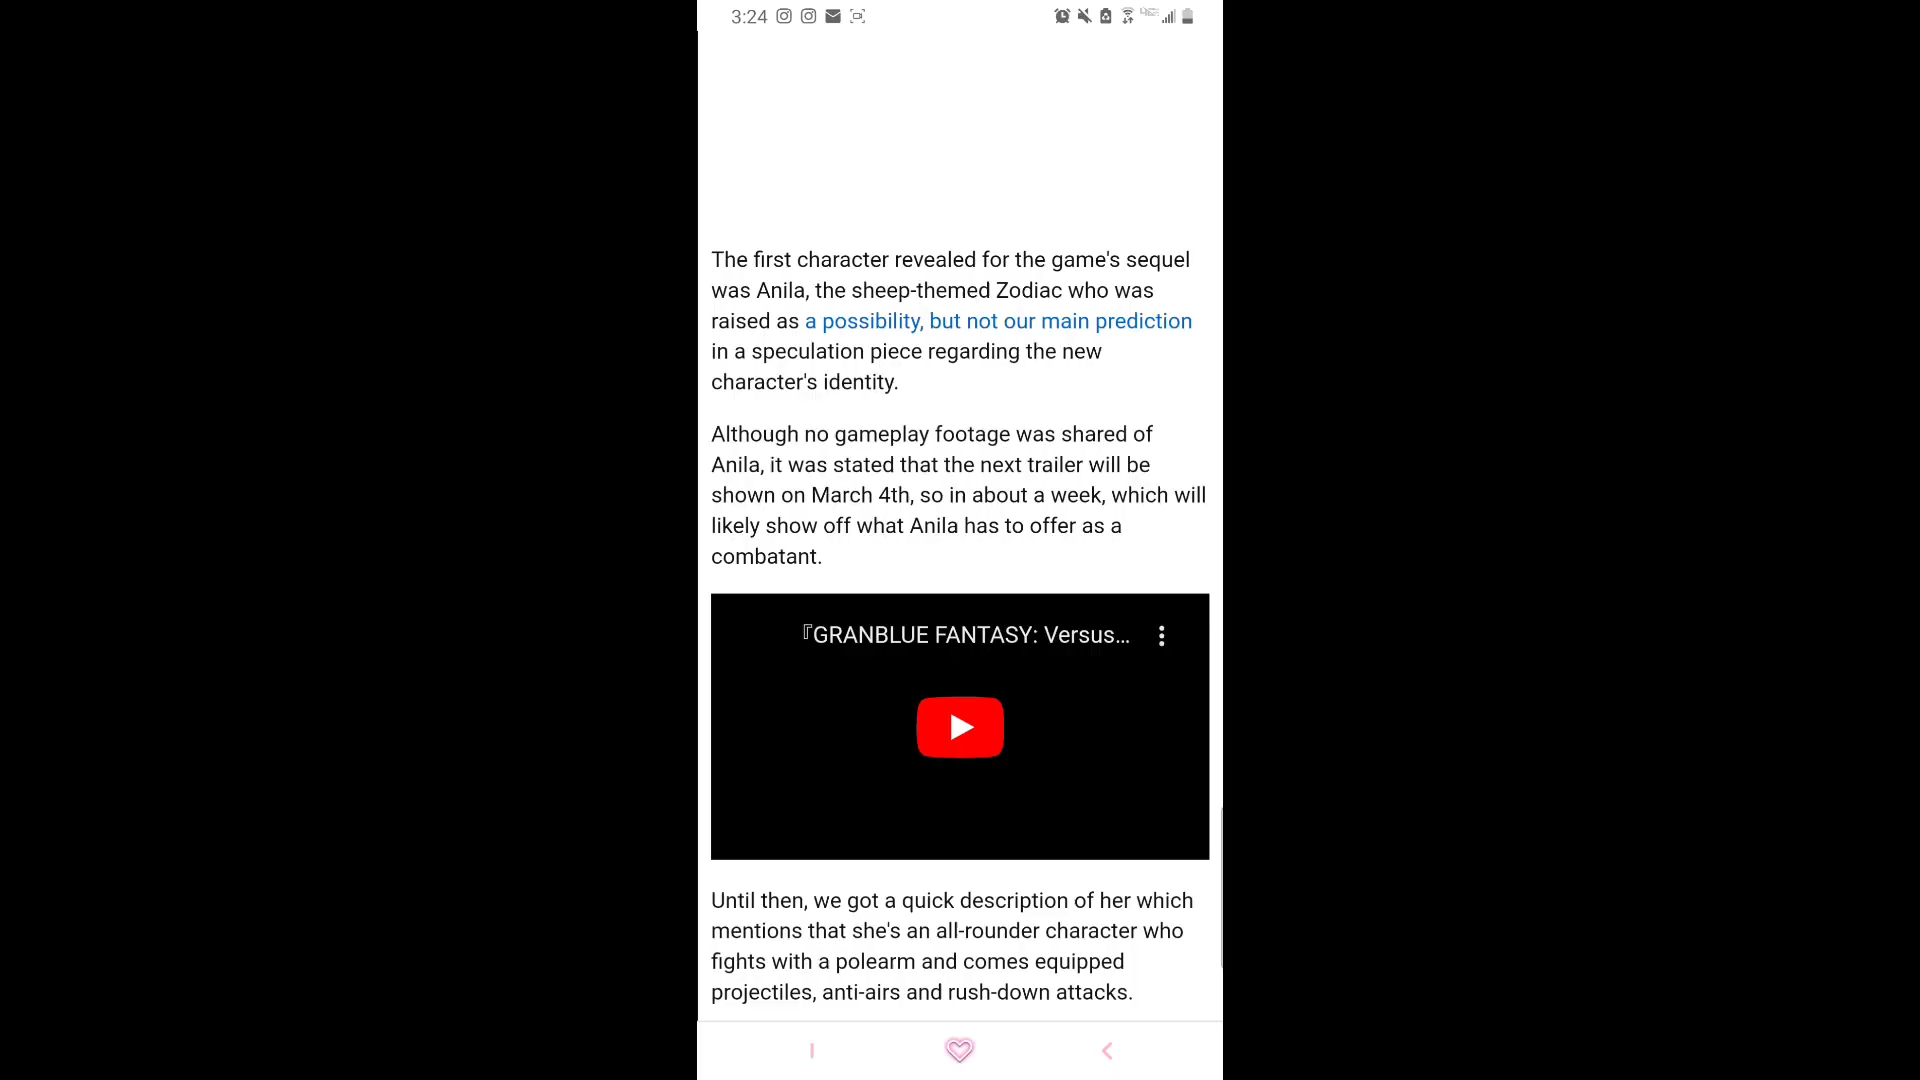 3:24
The first character revealed for the game's sequel
was Anila, the sheep-themed Zodiac who was
raised as a possibility, but not our main prediction
in a speculation piece regarding the new
character's identity.
Although no gameplay footage was shared of
Anila, it was stated that the next trailer will be
shown on March 4th, so in about a week, which will
likely show off what Anila has to offer as a
combatant.
『GRANBLUE FANTASY: Versus...
Until then, we got a quick description of her which
mentions that she's an all-rounder character who
fights with a polearm and comes equipped
projectiles, anti-airs and rush-down attacks.